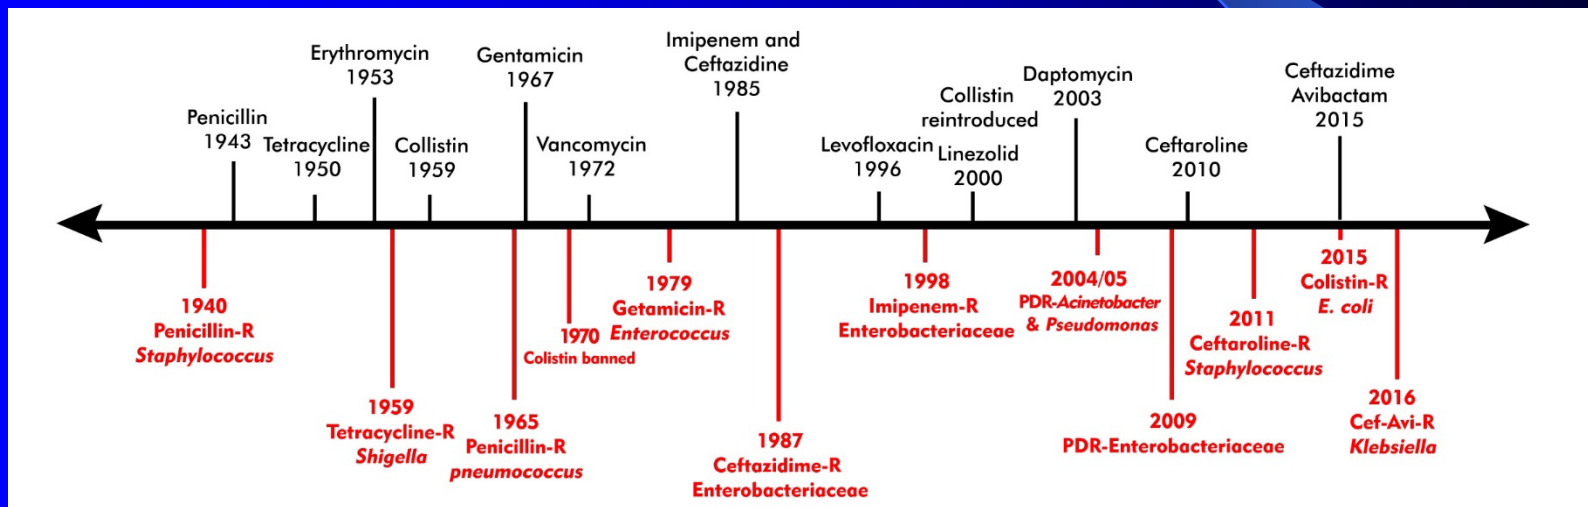 Penicillin
1943
Tetracycline
1950
Erythromycin
1953
Collistin
1959
Gentamicin
1967
Vancomycin
1972
Imipenem and
Ceftazidine
1985
Levofloxacin
1996
Collistin
reintroduced
Linezolid
2000
Daptomycin
2003
Ceftaroline
2010
Ceftazidime
Avibactam
2015
1940
Penicillin-R
Staphylococcus
1959
Tetracycline-R
Shigella
1965
Penicillin-R
pneumococcus
1970
Colistin banned
1979
Getamicin-R
Enterococcus
1987
Ceftazidime-R
Enterobacteriaceae
1998
Imipenem-R
Enterobacteriaceae
2004/05
PDR-Acinetobacter
& Pseudomonas
2009
PDR-Enterobacteriaceae
2011
Ceftaroline-R
Staphylococcus
2015
Colistin-R
E. coli
2016
Cef-Avi-R
Klebsiella